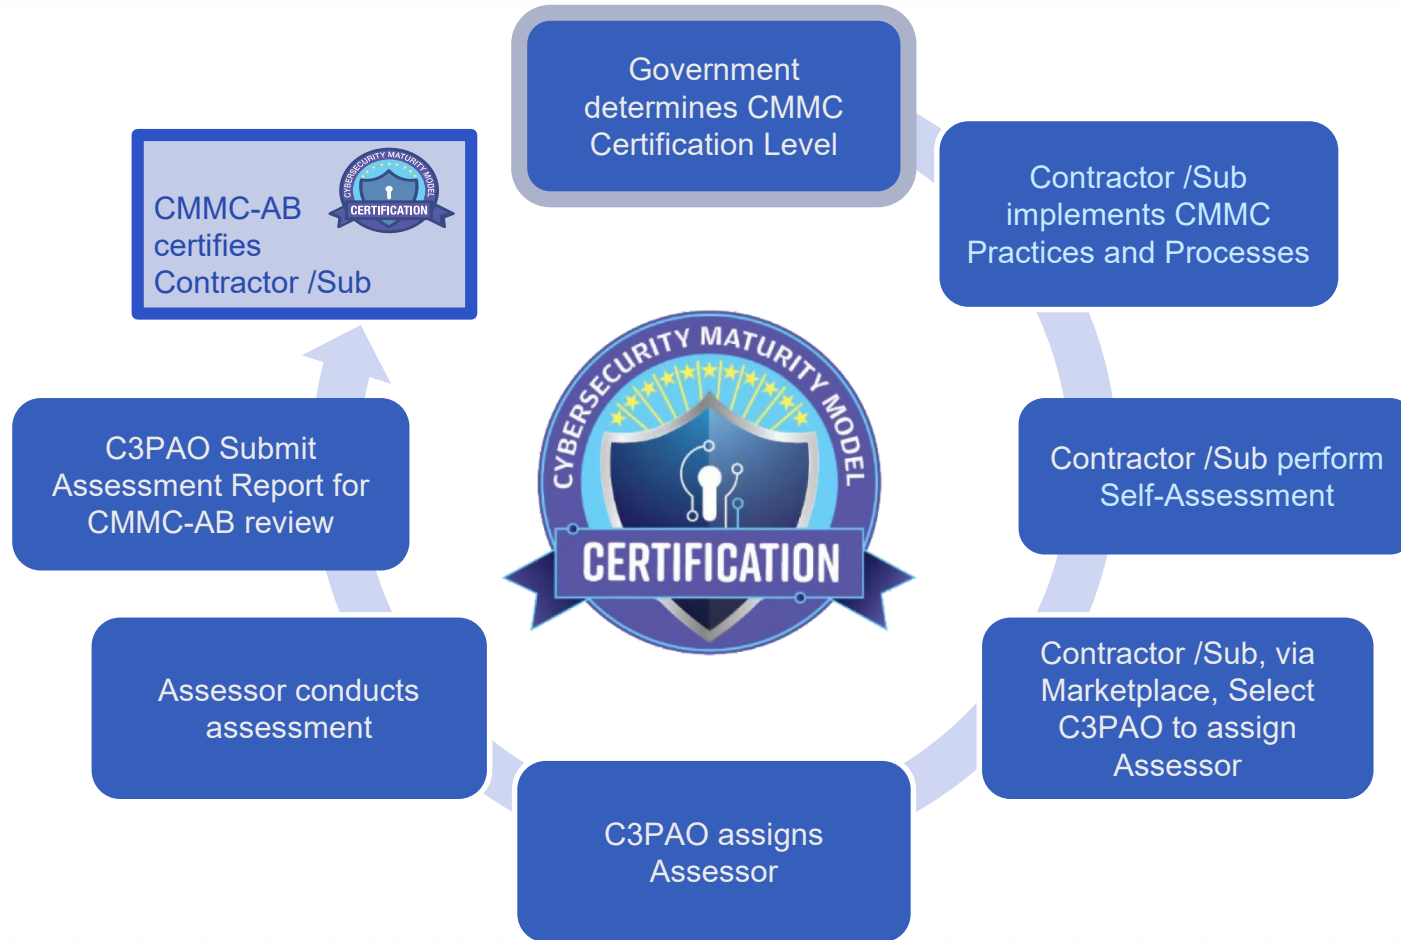 Government
determines CMMC
Certification Level
Contractor /Sub
implements CMMC
Practices and Processes
Contractor /Sub perform
Self-Assessment
Contractor /Sub, via
Marketplace, Select
C3PAO to assign
Assessor
C3PAO assigns
Assessor
Assessor conducts
assessment
C3PAO Submit
Assessment Report for
CMMC-AB review
CMMC-AB
certifies
Contractor /Sub
CYBERSECURITY MATURITY MODEL
CERTIFICATION
CYBERSECURITY MATURITY MODEL
CERTIFICATION